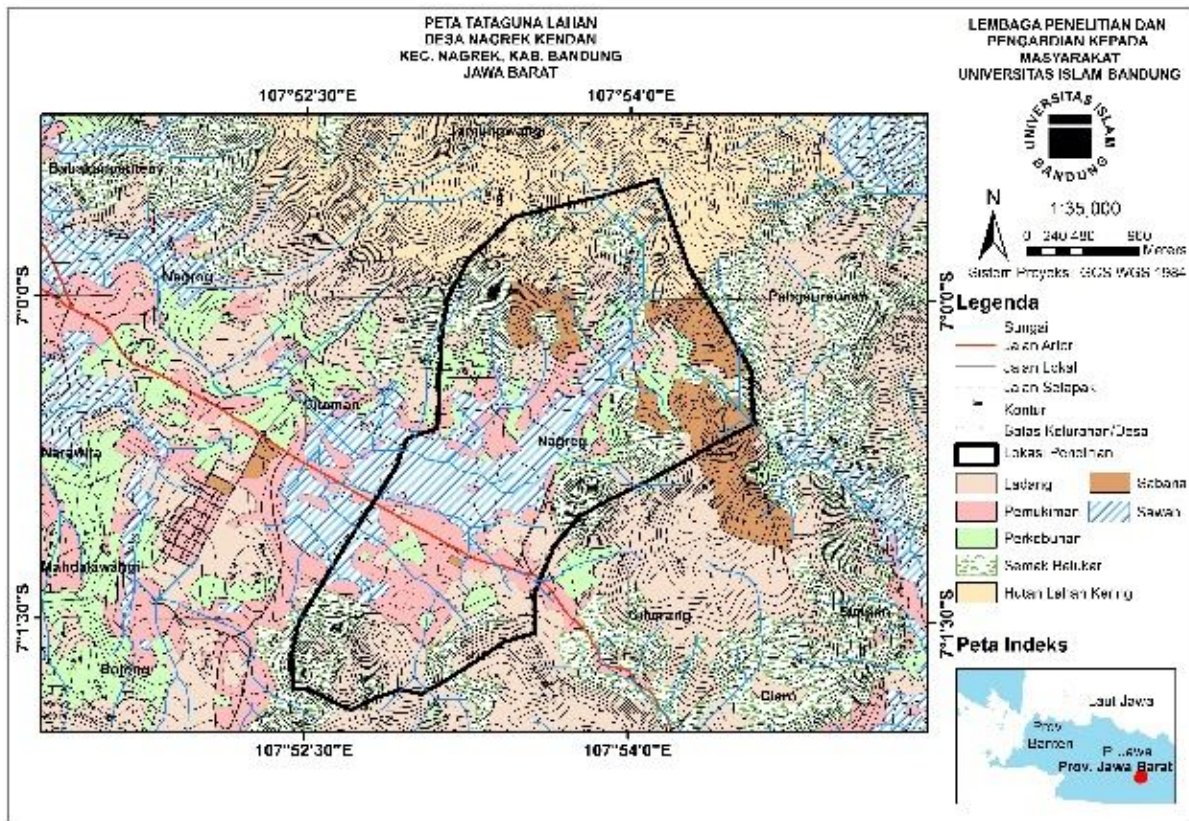 PETA TATAGUNA LAHAN
DESA NAGREK KENDAN
KEC. NAGREK, KAB. BANDUNG
JAWA BARAT
LEMBAGA PENELITIAN DAN
PENGABDIAN KEPADA
MASYARAKAT
UNIVERSITAS ISLAM BANDUNG
UNIVERSITAS ISLAM
BANDUNG
N
1:35,000
0 240 480 960
Meters
Sistem Proyeksi GCS WGS 1984
107°52'30"E
107°54'0"E
7°0'0"S
7°0'0"S
7°1'30"S
7°1'30"S
107°52'30"E
107°54'0"E
Nagreg
Citaman
Nagreg
Narawita
Mandalawangi
Ciherang
Ciaro
Legenda
Sungai
Jalan Arteri
Jalan Lokal
Jalan Setapak
Kontur
Batas Kelurahan/Desa
Lokasi Penelitian
Ladang
Sabana
Pemukiman
Sawah
Perkebunan
Semak Belukar
Hutan Lahan Kering
Peta Indeks
Laut Jawa
Prov.
Banten
P. Jawa
Prov. Jawa Barat